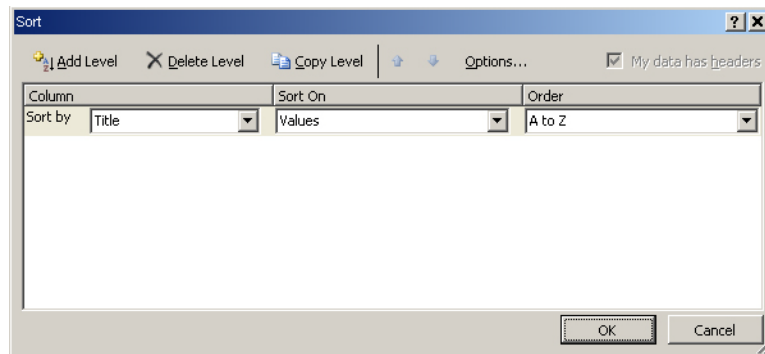 Sort
Add Level Delete Level Copy Level Options... My data has headers
Column Sort On Order
Sort by Title Values A to Z
OK Cancel